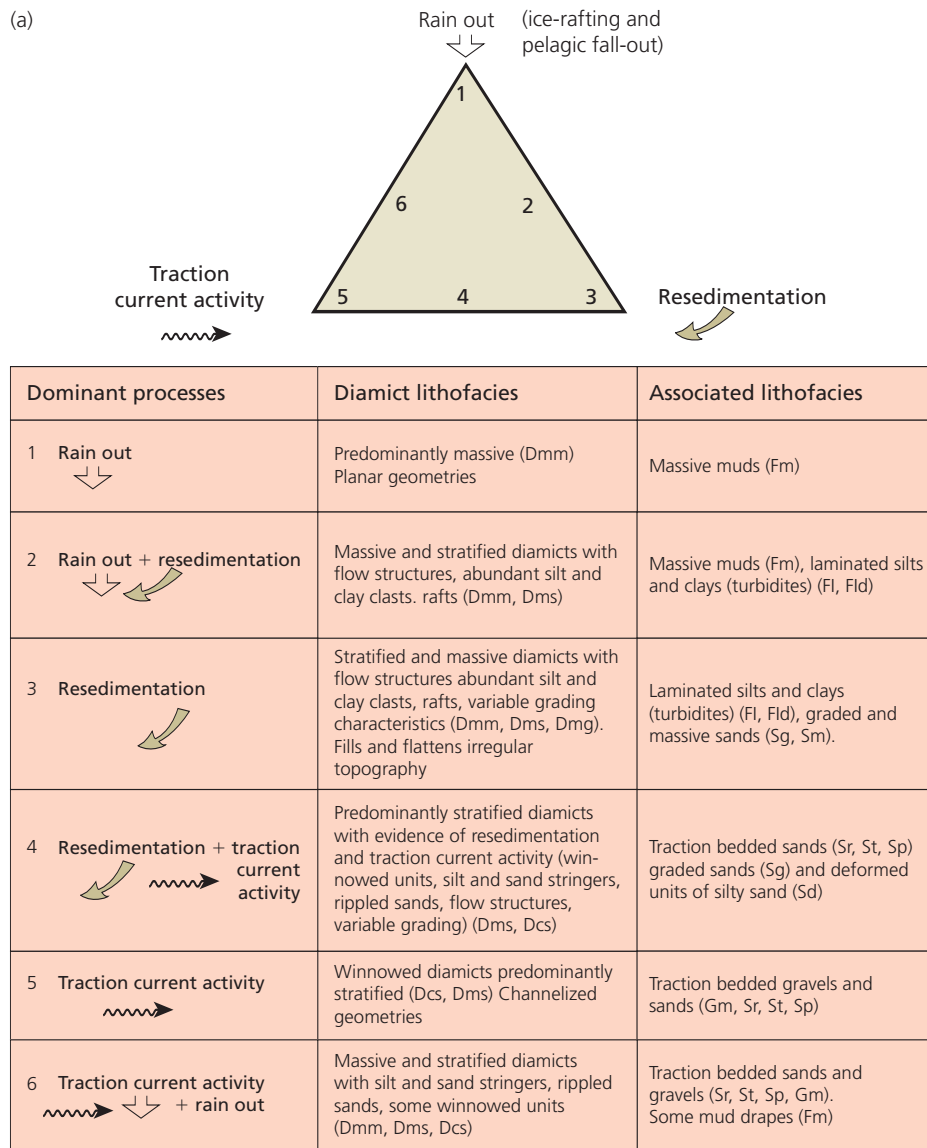 (a)
Rain out
(ice-rafting and
pelagic fall-out)
1
6
2
Traction
current activity
5
4
3
Resedimentation
Dominant processes
Diamict lithofacies
Associated lithofacies
1 Rain out
Predominantly massive (Dmm)
Planar geometries
Massive muds (Fm)
2 Rain out + resedimentation
Massive and stratified diamicts with
flow structures, abundant silt and
clay clasts. rafts (Dmm, Dms)
Massive muds (Fm), laminated silts
and clays (turbidites) (Fl, Fld)
3 Resedimentation
Stratified and massive diamicts with
flow structures abundant silt and
clay clasts, rafts, variable grading
characteristics (Dmm, Dms, Dmg).
Fills and flattens irregular
topography
Laminated silts and clays
(turbidites) (Fl, Fld), graded and
massive sands (Sg, Sm).
4 Resedimentation + traction
current
activity
Predominantly stratified diamicts
with evidence of resedimentation
and traction current activity (win-
nowed units, silt and sand stringers,
rippled sands, flow structures,
variable grading) (Dms, Dcs)
Traction bedded sands (Sr, St, Sp)
graded sands (Sg) and deformed
units of silty sand (Sd)
5 Traction current activity
Winnowed diamicts predominantly
stratified (Dcs, Dms) Channelized
geometries
Traction bedded gravels and
sands (Gm, Sr, St, Sp)
6 Traction current activity
+ rain out
Massive and stratified diamicts
with silt and sand stringers, rippled
sands, some winnowed units
(Dmm, Dms, Dcs)
Traction bedded sands and
gravels (Sr, St, Sp, Gm).
Some mud drapes (Fm)